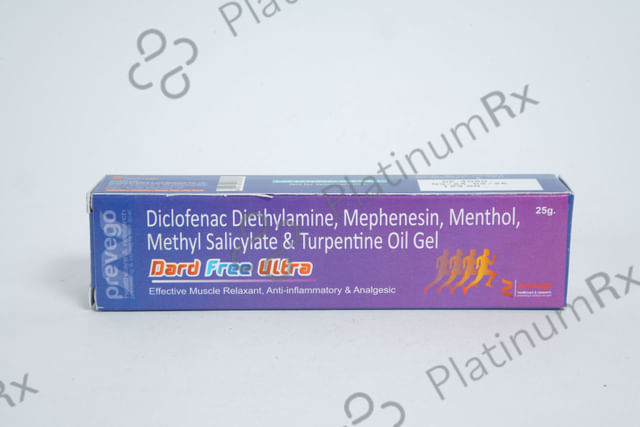 PlatinumRx
PlatinumRx
prevego
Diclofenac Diethylamine, Mephenesin, Menthol,
Methyl Salicylate & Turpentine Oil Gel
25g.
Dard Free Ultra
Effective Muscle Relaxant, Anti-inflammatory & Analgesic
PlatinumRx